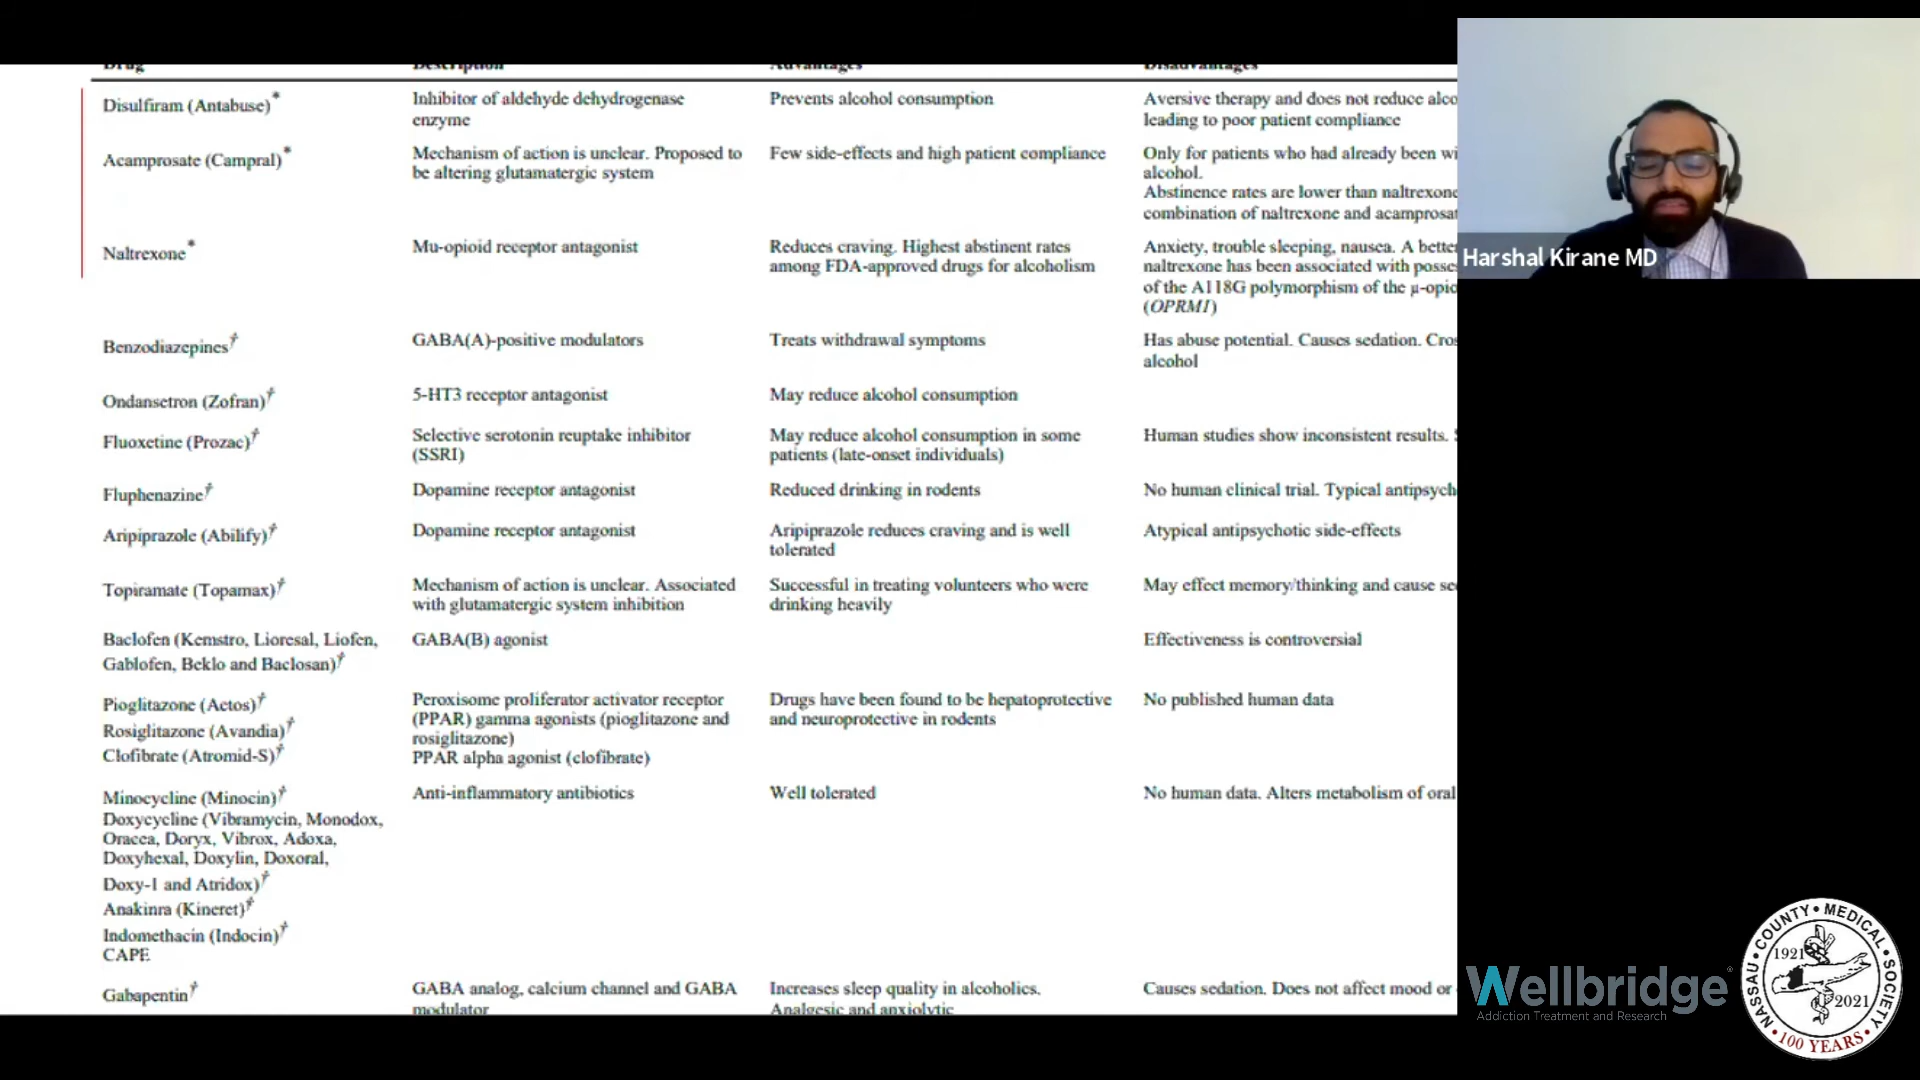 Drug Description Advantages Disadvantages
Disulfiram (Antabuse)* Inhibitor of aldehyde dehydrogenase Prevents alcohol consumption Aversive therapy and does not reduce alco
enzyme leading to poor patient compliance
Acamprosate (Campral)* Mechanism of action is unclear. Proposed to Few side-effects and high patient compliance Only for patients who had already been wi
be altering glutamatergic system alcohol.
Abstinence rates are lower than naltrexone
combination of naltrexone and acamprosat
Naltrexone* Mu-opioid receptor antagonist Reduces craving. Highest abstinent rates Anxiety, trouble sleeping, nausea. A bette
among FDA-approved drugs for alcoholism naltrexone has been associated with posse
of the A118G polymorphism of the μ-opio
(OPRM1)
Benzodiazepines† GABA(A)-positive modulators Treats withdrawal symptoms Has abuse potential. Causes sedation. Cros
alcohol
Ondansetron (Zofran)† 5-HT3 receptor antagonist May reduce alcohol consumption
Fluoxetine (Prozac)† Selective serotonin reuptake inhibitor May reduce alcohol consumption in some Human studies show inconsistent results.
(SSRI) patients (late-onset individuals)
Fluphenazine† Dopamine receptor antagonist Reduced drinking in rodents No human clinical trial. Typical antipsych
Aripiprazole (Abilify)† Dopamine receptor antagonist Aripiprazole reduces craving and is well Atypical antipsychotic side-effects
tolerated
Topiramate (Topamax)† Mechanism of action is unclear. Associated Successful in treating volunteers who were May effect memory/thinking and cause se
with glutamatergic system inhibition drinking heavily
Baclofen (Kemstro, Lioresal, Liofen, GABA(B) agonist Effectiveness is controversial
Gablofen, Beklo and Baclosan)†
Pioglitazone (Actos)† Peroxisome proliferator activator receptor Drugs have been found to be hepatoprotective No published human data
(PPAR) gamma agonists (pioglitazone and and neuroprotective in rodents
Rosiglitazone (Avandia)† rosiglitazone)
Clofibrate (Atromid-S)† PPAR alpha agonist (clofibrate)
Minocycline (Minocin)† Anti-inflammatory antibiotics Well tolerated No human data. Alters metabolism of oral
Doxycycline (Vibramycin, Monodox,
Oracea, Doryx, Vibrox, Adoxa,
Doxyhexal, Doxylin, Doxoral,
Doxy-1 and Atridox)†
Anakinra (Kineret)†
Indomethacin (Indocin)†
CAPE
Gabapentin† GABA analog, calcium channel and GABA Increases sleep quality in alcoholics. Causes sedation. Does not affect mood or
modulator Analgesic and anxiolytic
Harshal Kirane MD
Wellbridge
Addiction Treatment and Research
NASSAU • COUNTY • MEDICAL • SOCIETY
1921
2021
• 100 YEARS •